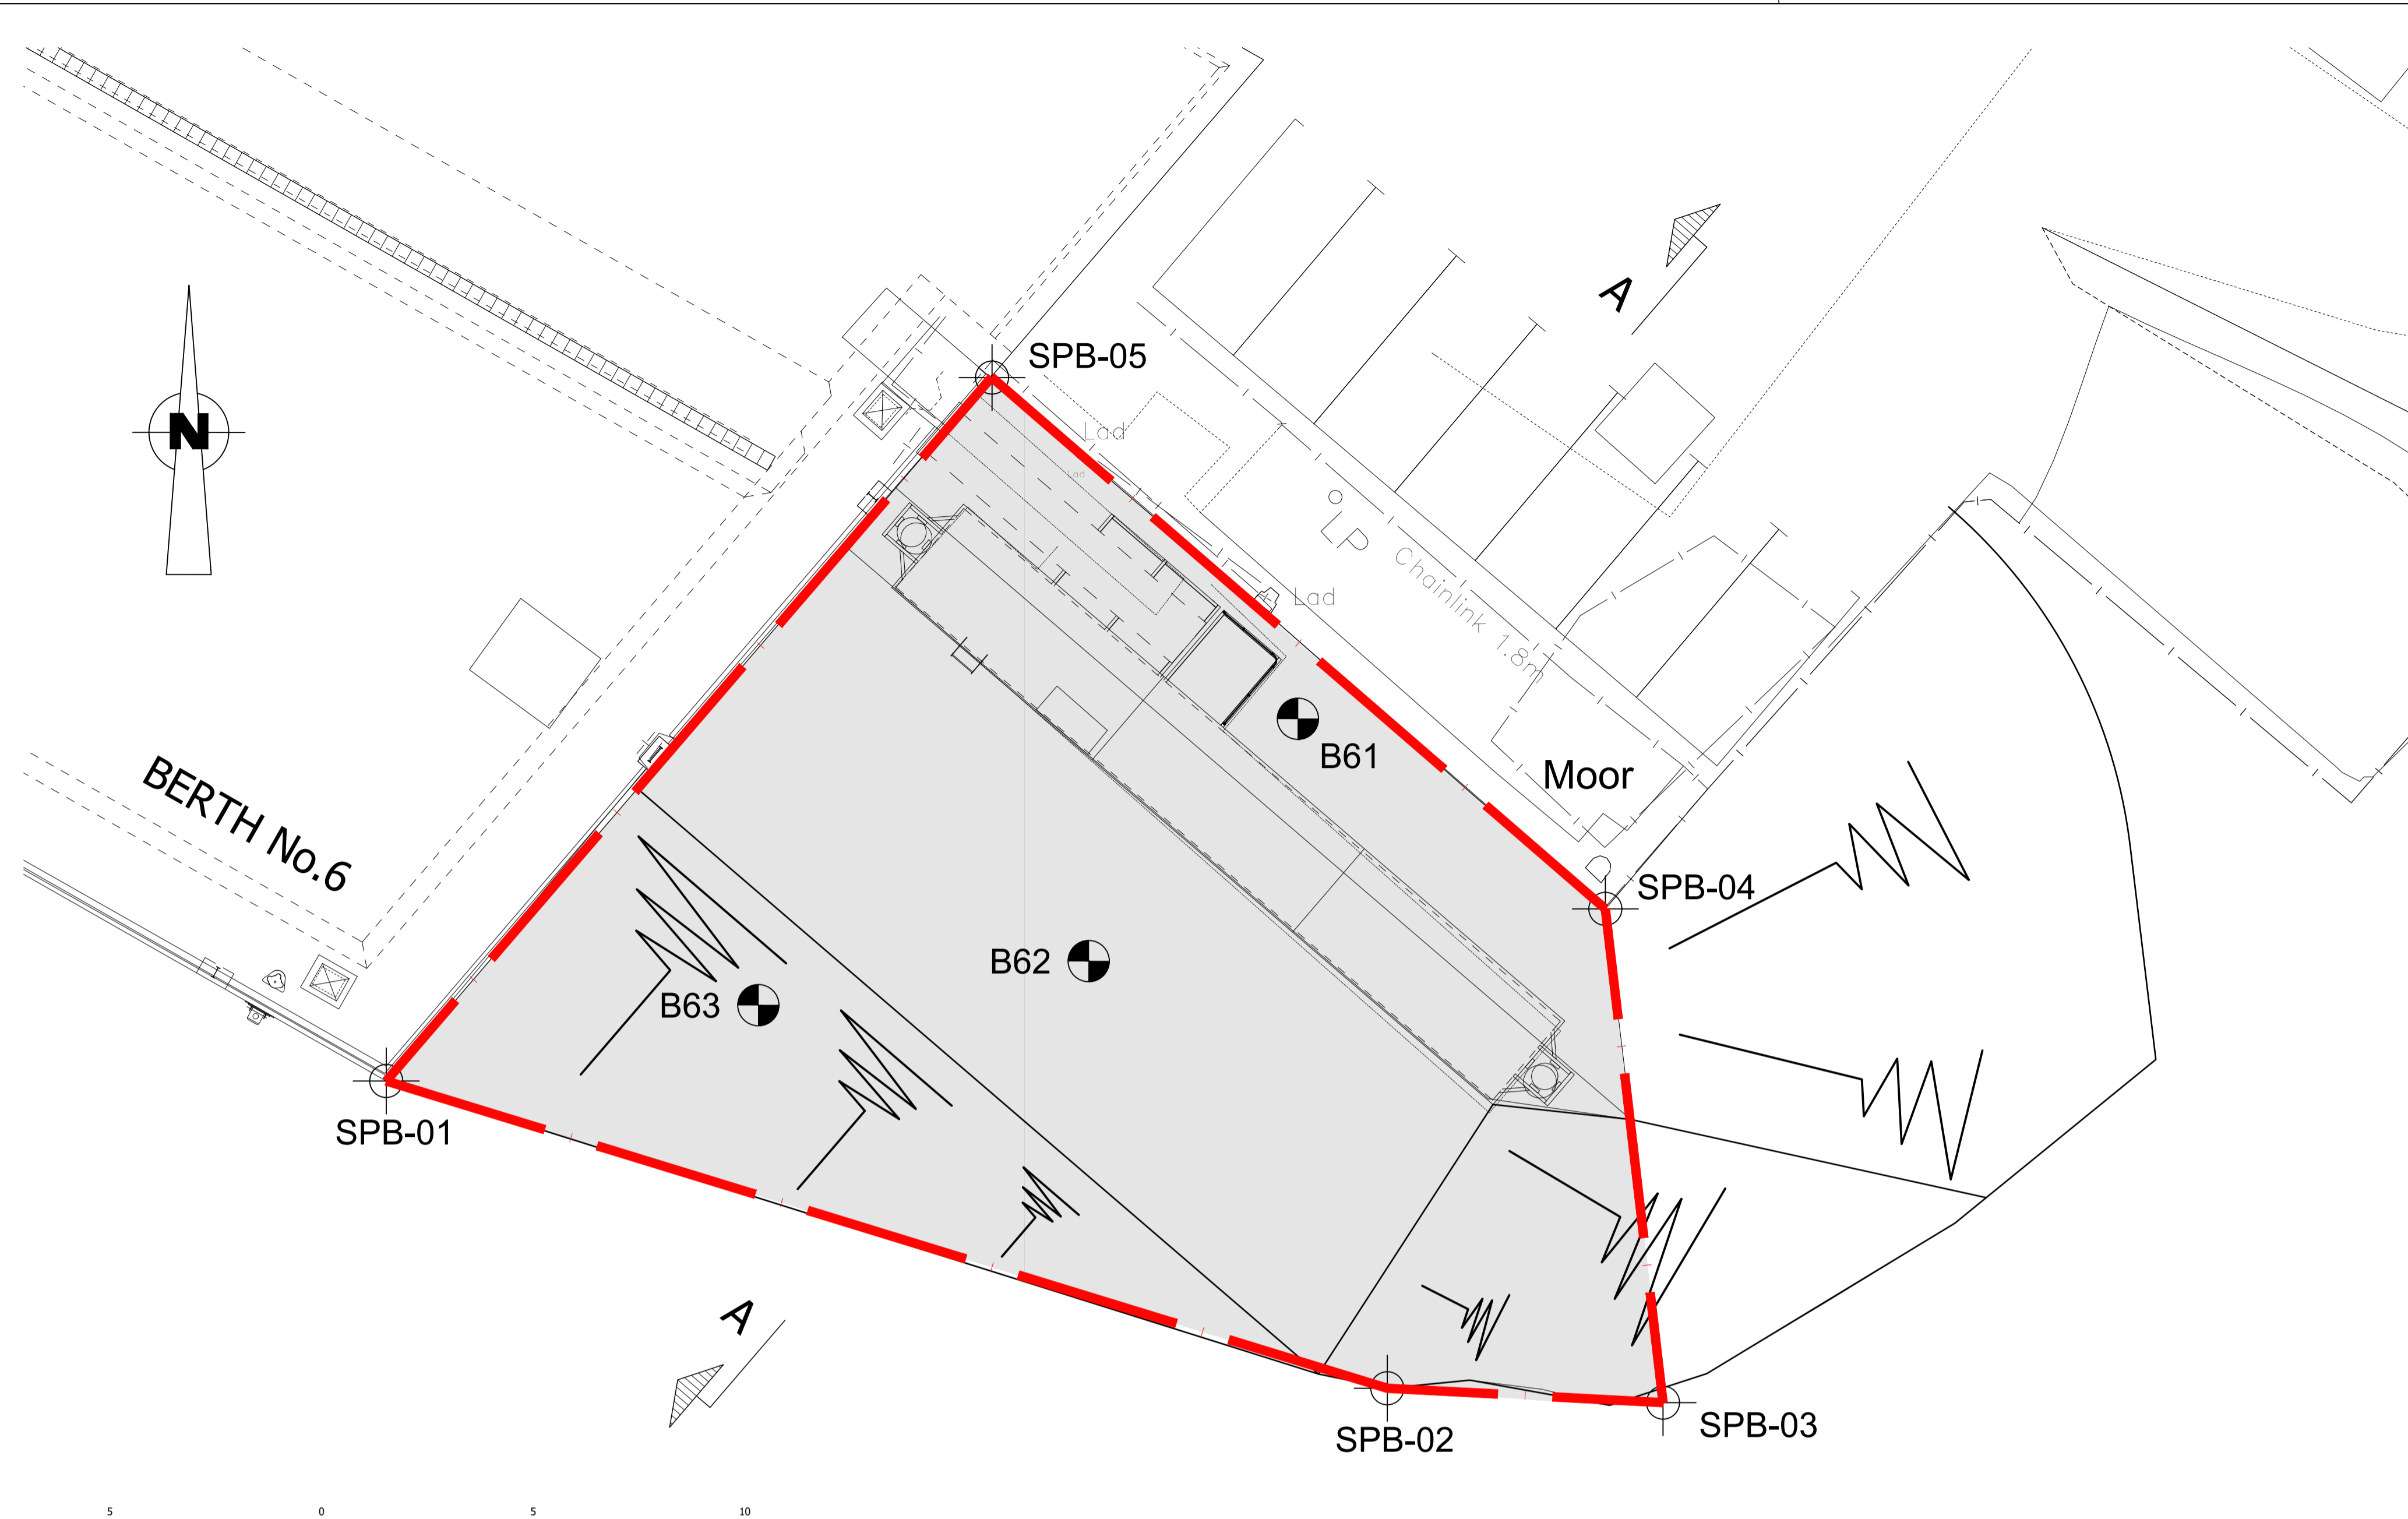 A
SPB-05
N
Lad
Lad
LP
Chainlink 1.8m
Lad
B61
Moor
BERTH No.6
SPB-04
B62
B63
SPB-01
A
SPB-02
SPB-03
5 0 5 10